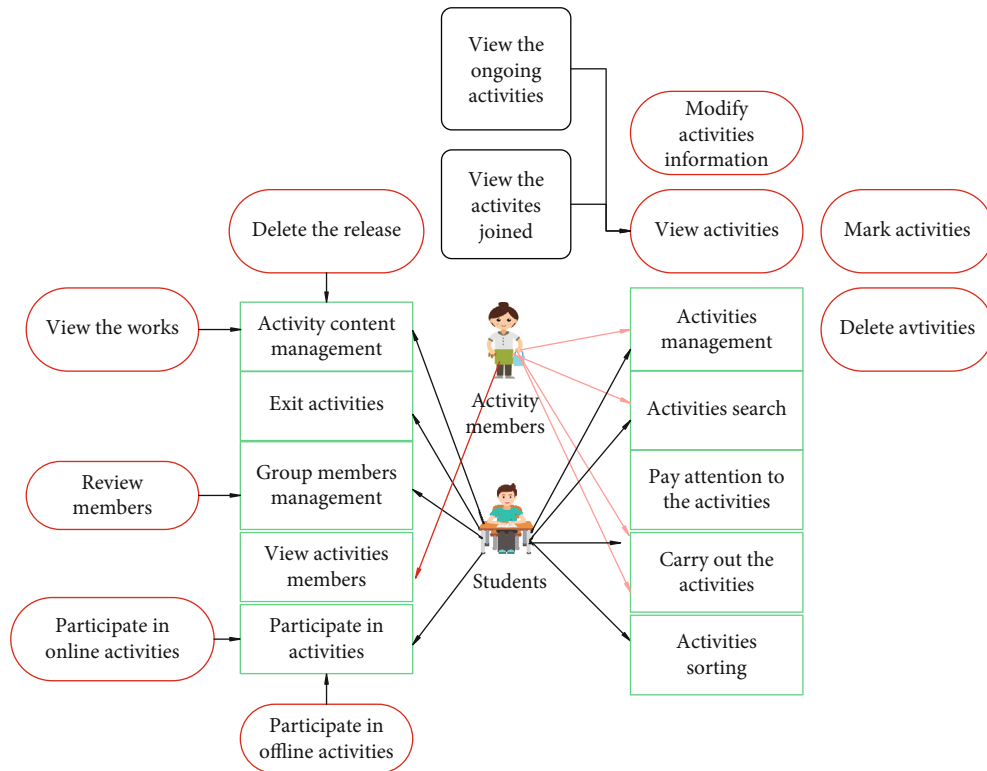 View the
ongoing
activities
Modify
activities
information
View the
activites
joined
Delete the release
View activities
Mark activities
View the works
Activity content
management
Activities
management
Delete avtivities
Exit activities
Activity
members
Activities search
Review
members
Group members
management
Pay attention to
the activities
View activities
members
Students
Carry out the
activities
Participate in
online activities
Participate in
activities
Activities
sorting
Participate in
offline activities